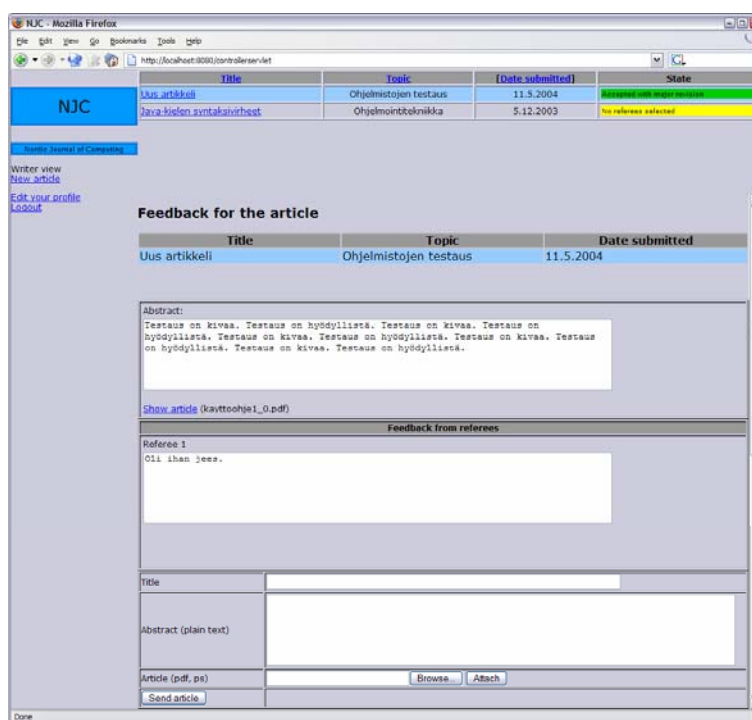 NJC - Mozilla Firefox
File Edit View Go Bookmarks Tools Help
http://localhost:8080/controllerservlet
Title Topic [Date submitted] State
Uus artikkeli Ohjelmistojen testaus 11.5.2004 Accepted with major revision
Java-kielen syntaksivirheet Ohjelmointitekniikka 5.12.2003 No referees selected
NJC
Nordic Journal of Computing
Writer view
New article
Edit your profile
Logout
Feedback for the article
Title Topic Date submitted
Uus artikkeli Ohjelmistojen testaus 11.5.2004
Abstract:
Testaus on kivaa. Testaus on hyödyllistä. Testaus on kivaa. Testaus on
hyödyllistä. Testaus on kivaa. Testaus on hyödyllistä. Testaus on kivaa. Testaus
on hyödyllistä. Testaus on kivaa. Testaus on hyödyllistä.
Show article (kayttoohje1_0.pdf)
Feedback from referees
Referee 1
Oli ihan jees.
Title
Abstract (plain text)
Article (pdf, ps) Browse... Attach
Send article
Done